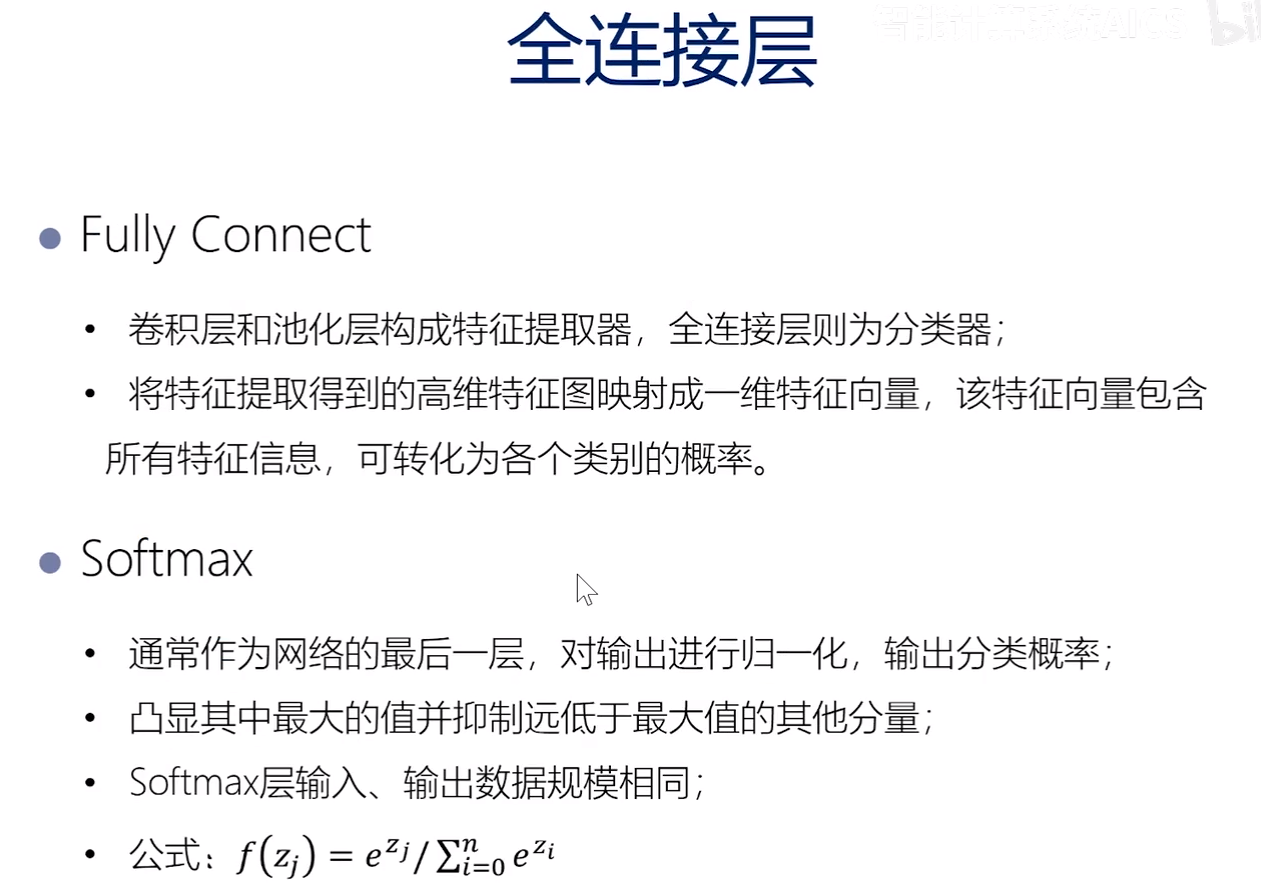 智能计算系统AICS
全连接层
● Fully Connect
• 卷积层和池化层构成特征提取器，全连接层则为分类器；
• 将特征提取得到的高维特征图映射成一维特征向量，该特征向量包含
所有特征信息，可转化为各个类别的概率。
● Softmax
• 通常作为网络的最后一层，对输出进行归一化，输出分类概率；
• 凸显其中最大的值并抑制远低于最大值的其他分量；
• Softmax层输入、输出数据规模相同；
• 公式：f(z_j) = e^{z_j}/∑_{i=0}^{n} e^{z_i}